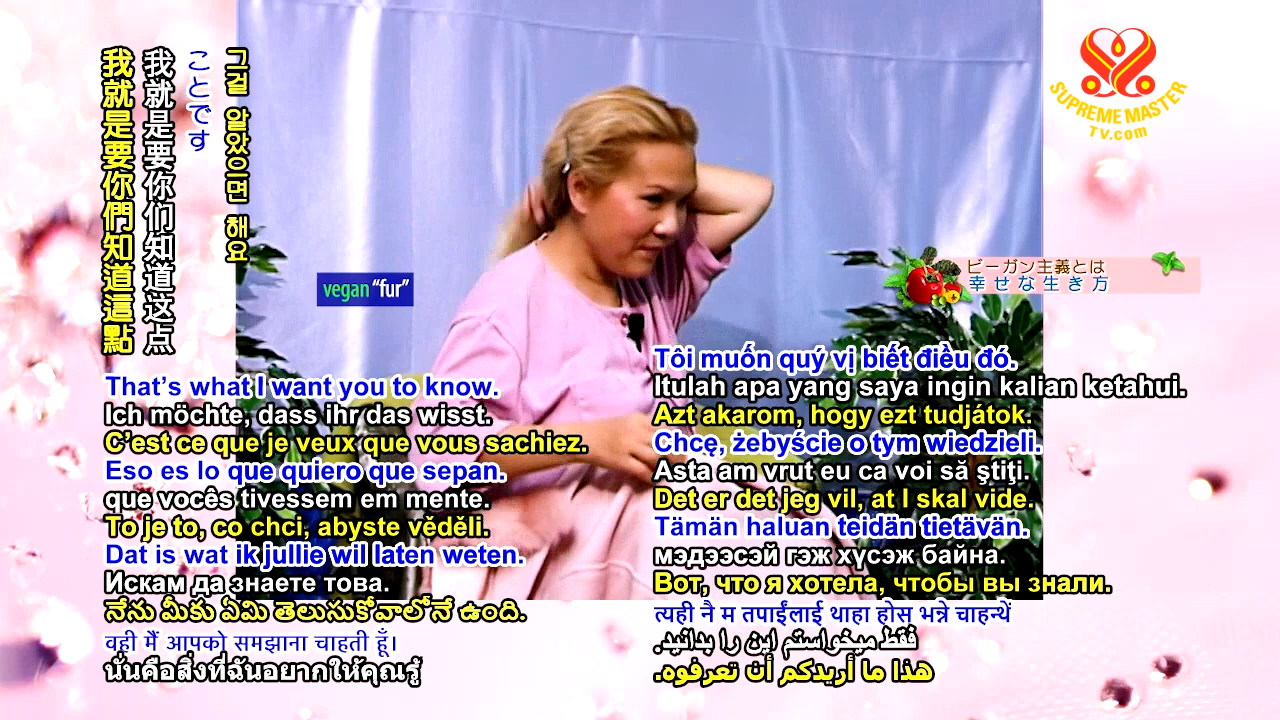 我就是要你們知道這點
我就是要你们知道这点
ことです
그걸 알았으면 해요
SUPREME MASTER
TV.com
vegan “fur”
ビーガン主義とは
幸せな生き方
That’s what I want you to know.
Ich möchte, dass ihr das wisst.
C’est ce que je veux que vous sachiez.
Eso es lo que quiero que sepan.
que vocês tivessem em mente.
To je to, co chci, abyste věděli.
Dat is wat ik jullie wil laten weten.
Искам да знаете това.
నేను మీకు ఏమి తెలుసుకోవాలోనే ఉంది.
वही मैं आपको समझाना चाहती हूँ।
นั่นคือสิ่งที่ฉันอยากให้คุณรู้
Tôi muốn quý vị biết điều đó.
Itulah apa yang saya ingin kalian ketahui.
Azt akarom, hogy ezt tudjátok.
Chcę, żebyście o tym wiedzieli.
Asta am vrut eu ca voi să ştiţi.
Det er det jeg vil, at I skal vide.
Tämän haluan teidän tietävän.
мэдээсэй гэж хүсэж байна.
Вот, что я хотела, чтобы вы знали.
त्यही नै म तपाईंलाई थाहा होस् भन्ने चाहन्थें
فقط میخواستم این را بدانید.
هذا ما أريدكم أن تعرفوه.